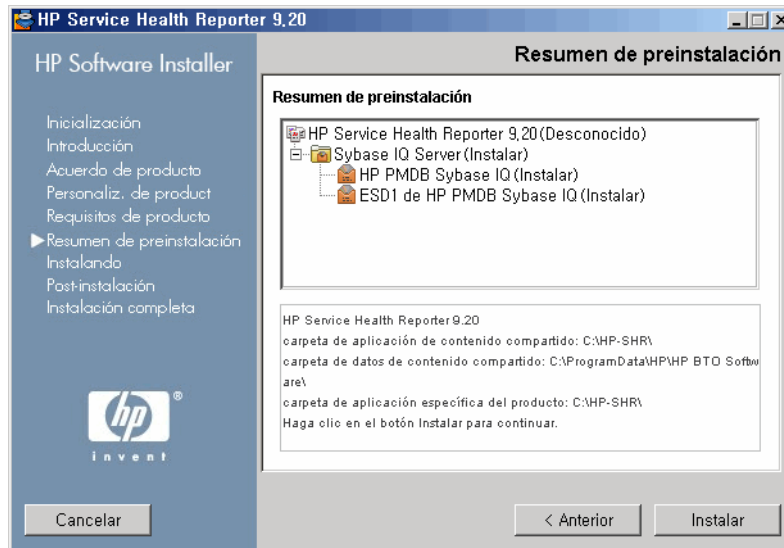 HP Service Health Reporter 9,20
HP Software Installer
Inicialización
Introducción
Acuerdo de producto
Personaliz. de product
Requisitos de producto
Resumen de preinstalación
Instalando
Post-instalación
Instalación completa
hp
®
invent
Resumen de preinstalación
Resumen de preinstalación
HP Service Health Reporter 9,20(Desconocido)
Sybase IQ Server(Instalar)
HP PMDB Sybase IQ(Instalar)
ESD1 de HP PMDB Sybase IQ(Instalar)
HP Service Health Reporter 9.20
carpeta de aplicación de contenido compartido: C:\HP-SHR\
carpeta de datos de contenido compartido: C:\ProgramData\HP\HP BTO Softw
are\
carpeta de aplicación específica del producto: C:\HP-SHR\
Haga clic en el botón Instalar para continuar.
Cancelar
< Anterior
Instalar